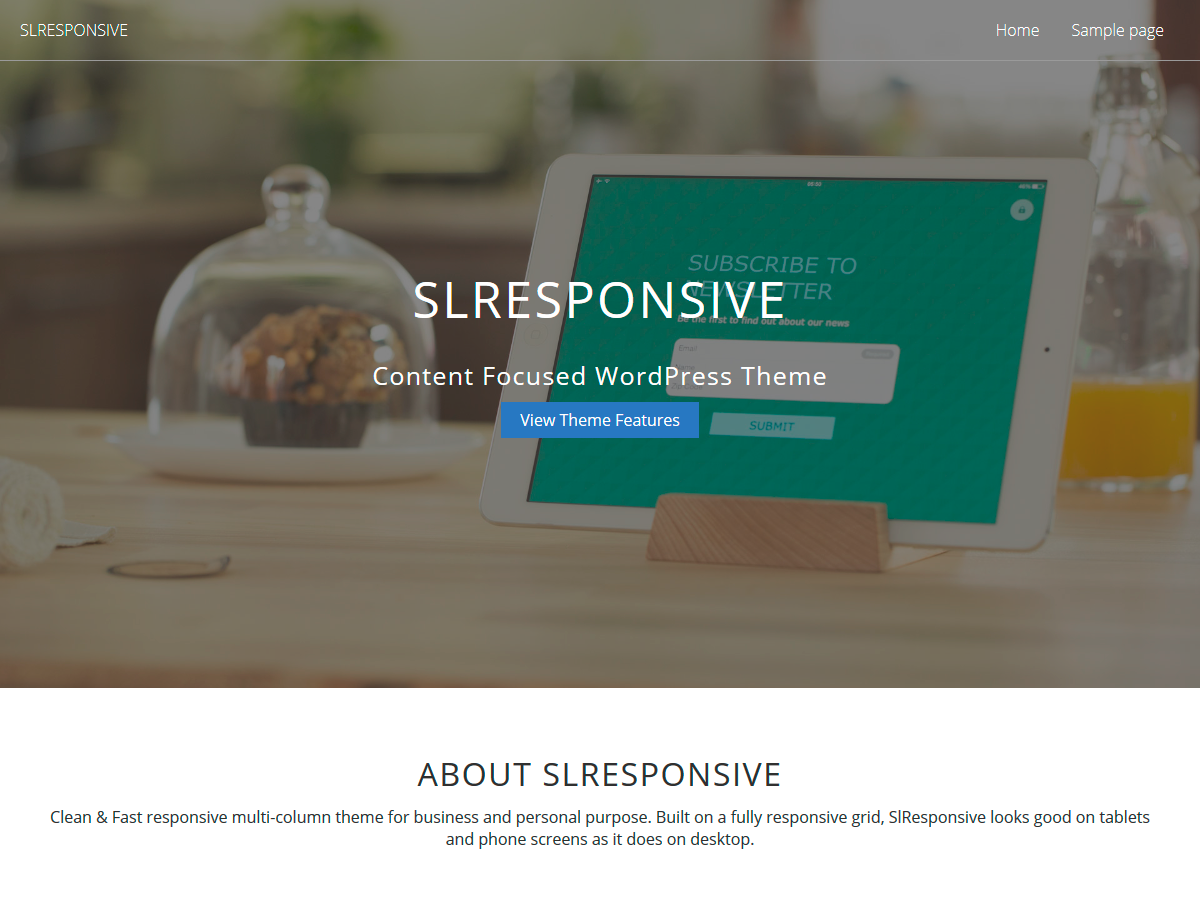 SLRESPONSIVE
Home Sample page
SUBSCRIBE TO
NEWSLETTER
SLRESPONSIVE
Be the first to find out about our news
Email
Content Focused WordPress Theme
View Theme Features
SUBMIT
ABOUT SLRESPONSIVE
Clean & Fast responsive multi-column theme for business and personal purpose. Built on a fully responsive grid, SlResponsive looks good on tablets
and phone screens as it does on desktop.